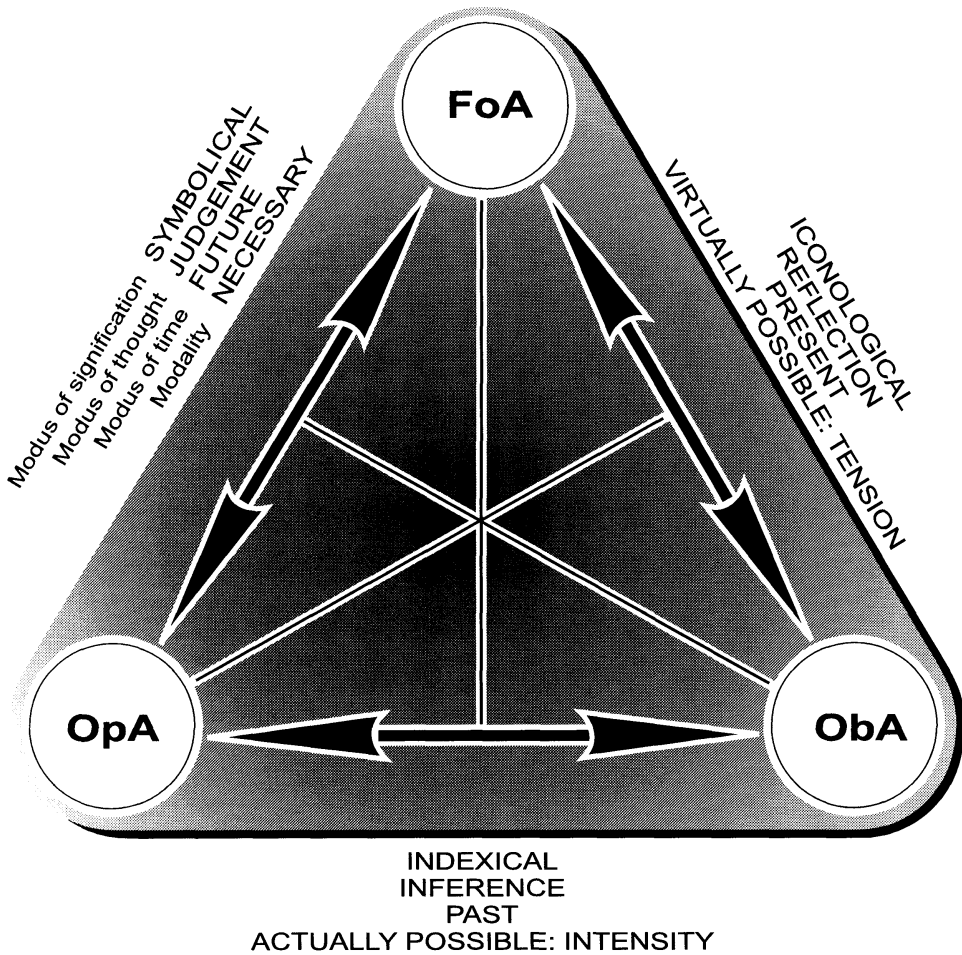 FoA
Modus of signification SYMBOLICAL
Modus of thought JUDGEMENT
Modus of time FUTURE
Modality NECESSARY
ICONOLOGICAL
REFLECTION
PRESENT
VIRTUALLY POSSIBLE: TENSION
OpA
ObA
INDEXICAL
INFERENCE
PAST
ACTUALLY POSSIBLE: INTENSITY